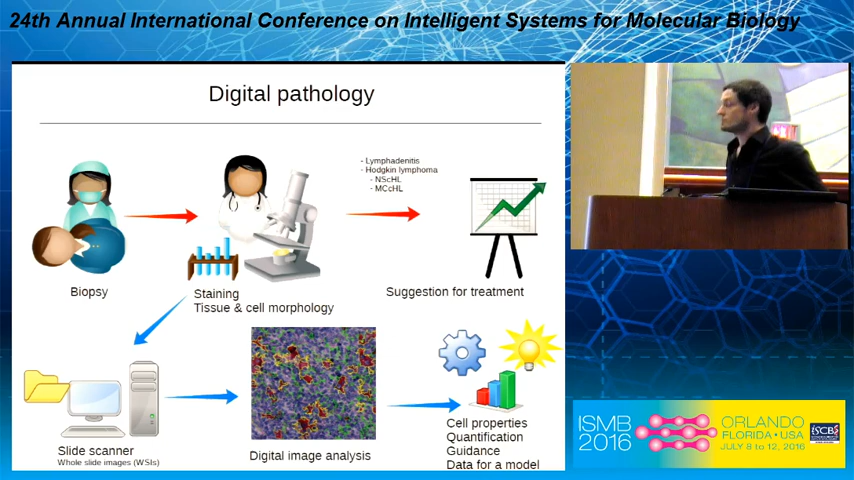 24th Annual International Conference on Intelligent Systems for Molecular Biology
Digital pathology
- Lymphadenitis
- Hodgkin lymphoma
- NScHL
- MCcHL
Biopsy
Staining
Tissue & cell morphology
Suggestion for treatment
Slide scanner
Whole slide images (WSIs)
Digital image analysis
Cell properties
Quantification
Guidance
Data for a model
ISMB
2016
ORLANDO
FLORIDA • USA
JULY 8 to 12, 2016
ISCB